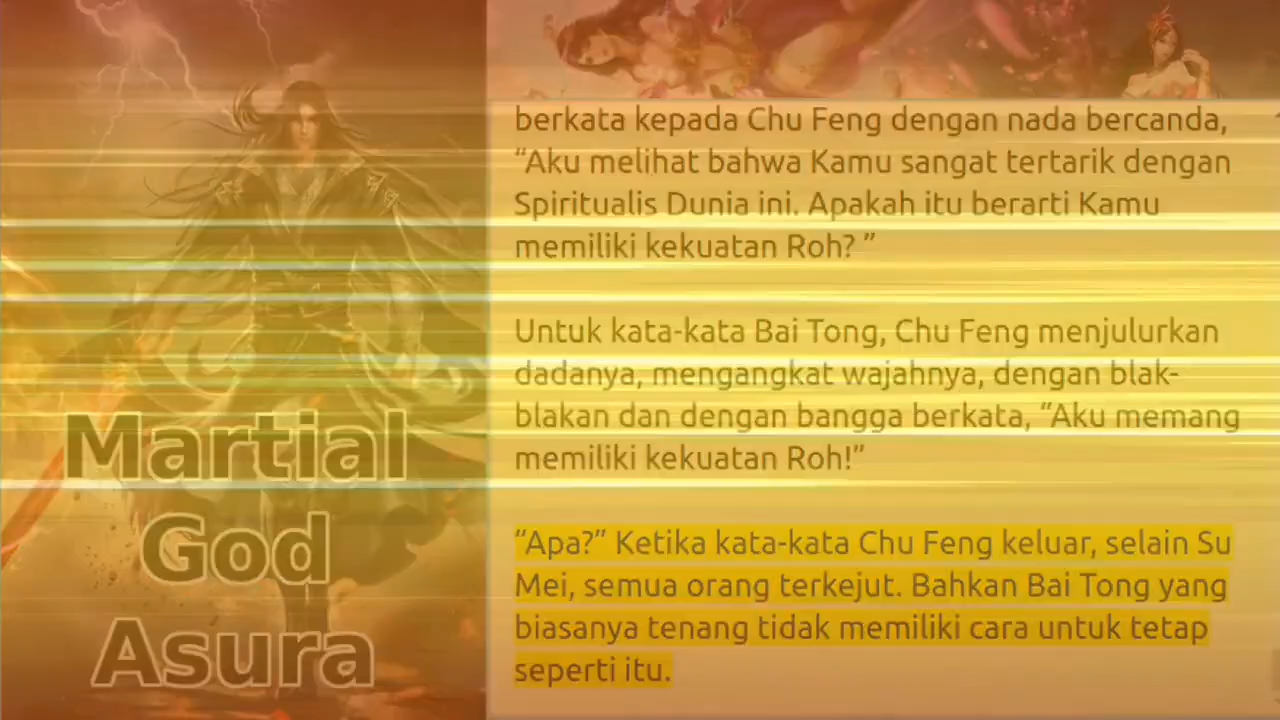 Martial
God
Asura
berkata kepada Chu Feng dengan nada bercanda,
“Aku melihat bahwa Kamu sangat tertarik dengan
Spiritualis Dunia ini. Apakah itu berarti Kamu
memiliki kekuatan Roh? ”
Untuk kata-kata Bai Tong, Chu Feng menjulurkan
dadanya, mengangkat wajahnya, dengan blak-
blakan dan dengan bangga berkata, “Aku memang
memiliki kekuatan Roh!”
“Apa?” Ketika kata-kata Chu Feng keluar, selain Su
Mei, semua orang terkejut. Bahkan Bai Tong yang
biasanya tenang tidak memiliki cara untuk tetap
seperti itu.